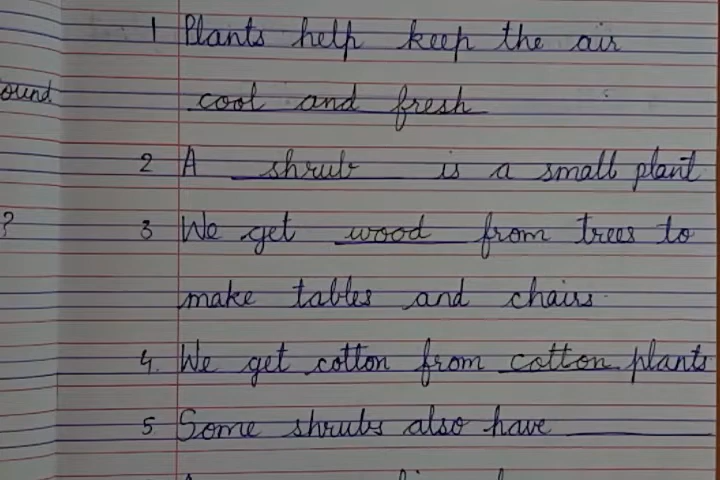 1 Plants help keep the air
ound
cool and fresh
2 A shrub is a small plant
?
3 We get wood from trees to
make tables and chairs.
4. We get cotton from cotton plants
5 Some shrubs also have